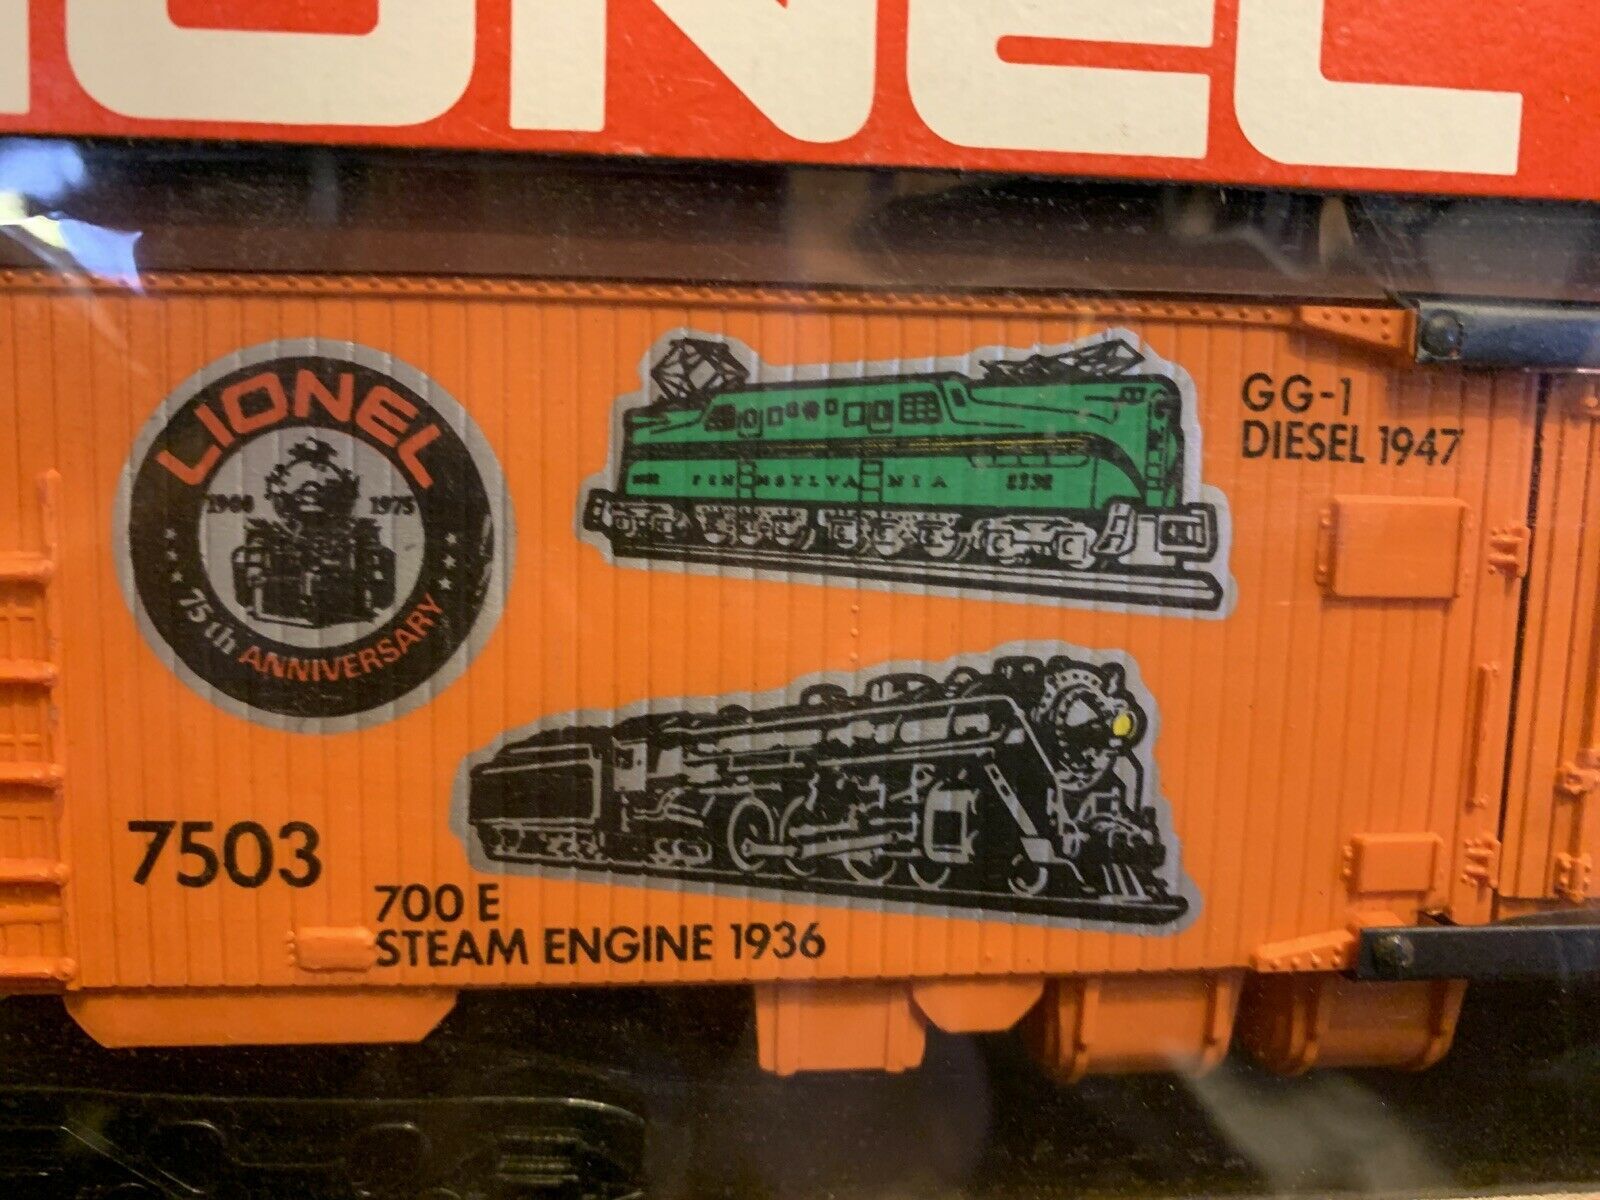 LIONEL
LIONEL
1900 1975
75th ANNIVERSARY
GG-1
DIESEL 1947
PENNSYLVANIA
7503
700 E
STEAM ENGINE 1936